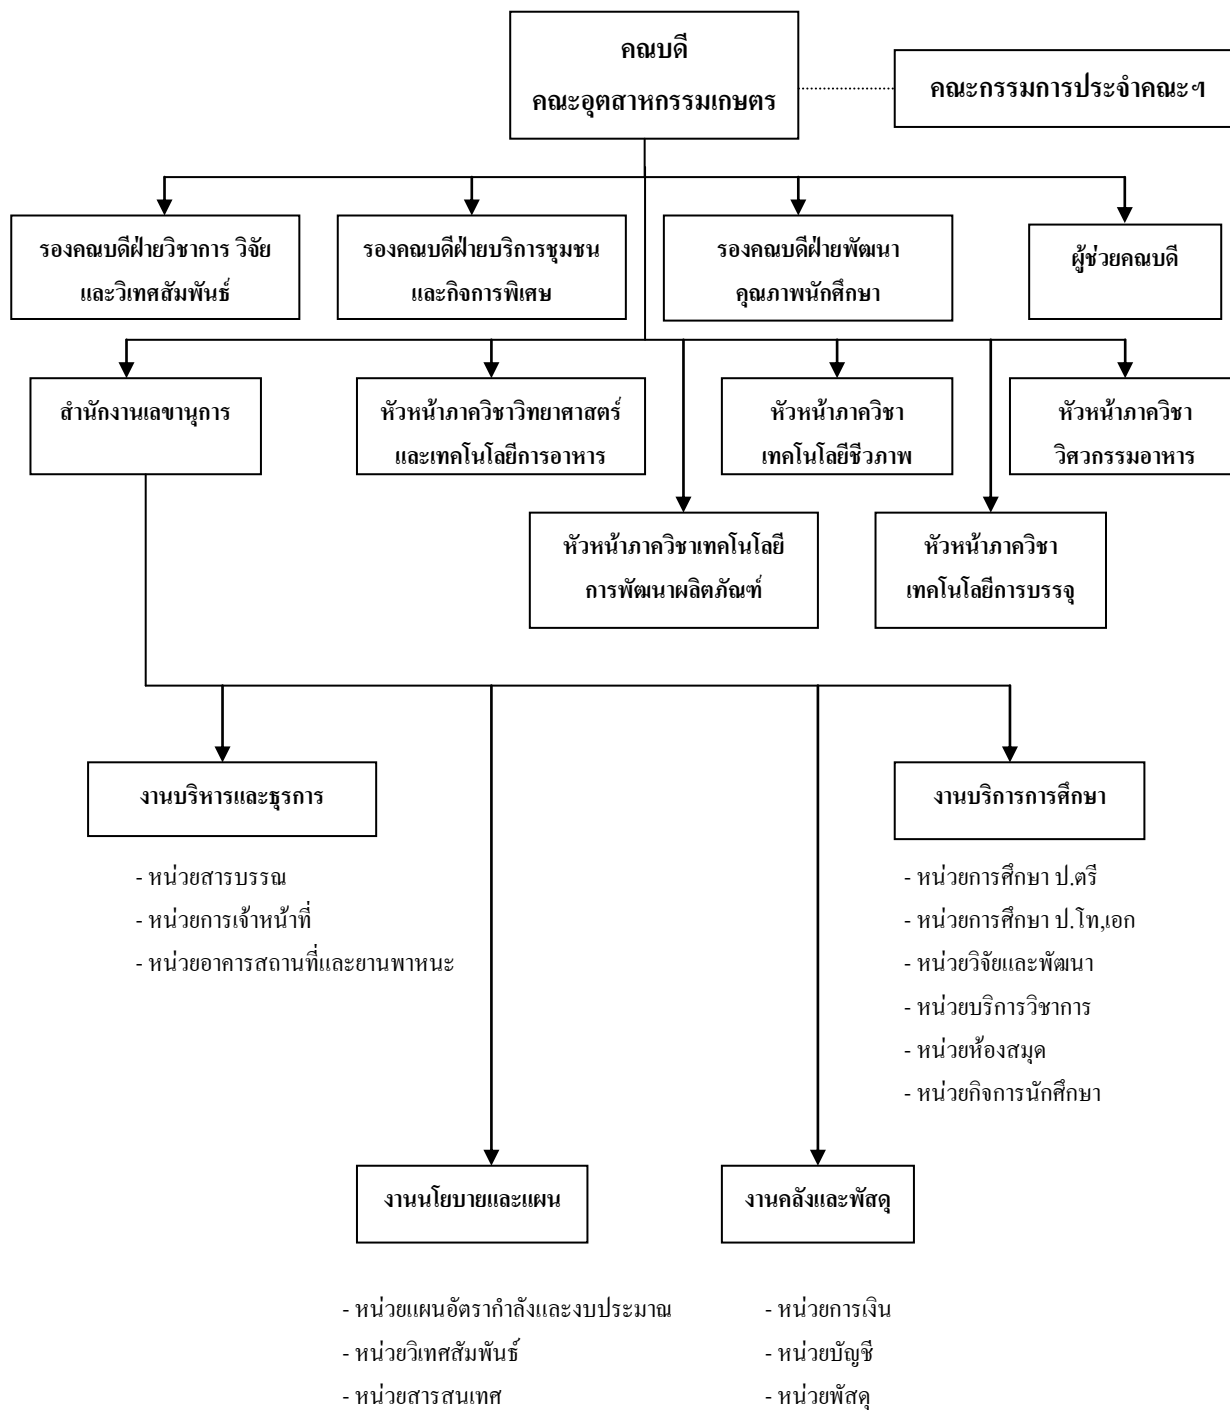 คณบดี
คณะอุตสาหกรรมเกษตร
คณะกรรมการประจำคณะฯ
รองคณบดีฝ่ายวิชาการ วิจัย
และวิเทศสัมพันธ์
รองคณบดีฝ่ายบริการชุมชน
และกิจการพิเศษ
รองคณบดีฝ่ายพัฒนา
คุณภาพนักศึกษา
ผู้ช่วยคณบดี
สำนักงานเลขานุการ
หัวหน้าภาควิชาวิทยาศาสตร์
และเทคโนโลยีการอาหาร
หัวหน้าภาควิชา
เทคโนโลยีชีวภาพ
หัวหน้าภาควิชา
วิศวกรรมอาหาร
หัวหน้าภาควิชาเทคโนโลยี
การพัฒนาผลิตภัณฑ์
หัวหน้าภาควิชา
เทคโนโลยีการบรรจุ
งานบริหารและธุรการ
- หน่วยสารบรรณ
- หน่วยการเจ้าหน้าที่
- หน่วยอาคารสถานที่และยานพาหนะ
งานบริการการศึกษา
- หน่วยการศึกษา ป.ตรี
- หน่วยการศึกษา ป.โท,เอก
- หน่วยวิจัยและพัฒนา
- หน่วยบริการวิชาการ
- หน่วยห้องสมุด
- หน่วยกิจการนักศึกษา
งานนโยบายและแผน
- หน่วยแผนอัตรากำลังและงบประมาณ
- หน่วยวิเทศสัมพันธ์
- หน่วยสารสนเทศ
งานคลังและพัสดุ
- หน่วยการเงิน
- หน่วยบัญชี
- หน่วยพัสดุ